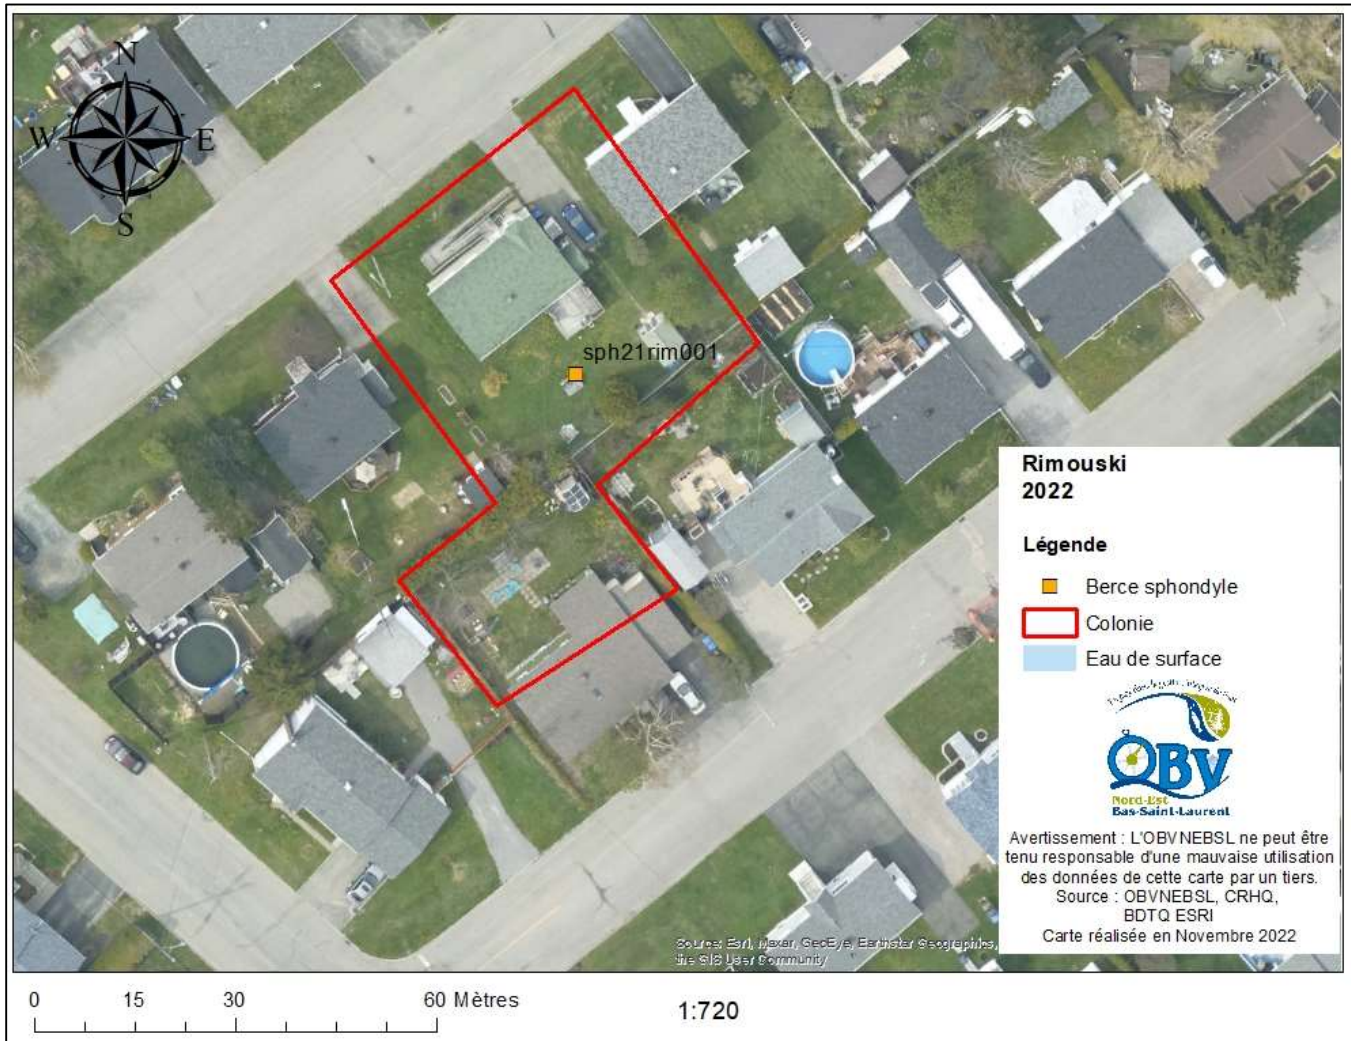 N
W E
S
sph21rim001
Rimouski
2022
Légende
Berce sphondyle
Colonie
Eau de surface
OBV
Nord-Est
Bas-Saint-Laurent
Avertissement : L'OBVNEBSL ne peut être
tenu responsable d'une mauvaise utilisation
des données de cette carte par un tiers.
Source : OBVNEBSL, CRHQ,
BDTQ ESRI
Carte réalisée en Novembre 2022
Source: Esri, Maxar, GeoEye, Earthstar Geographics,
the GIS User Community
0 15 30 60 Mètres
1:720